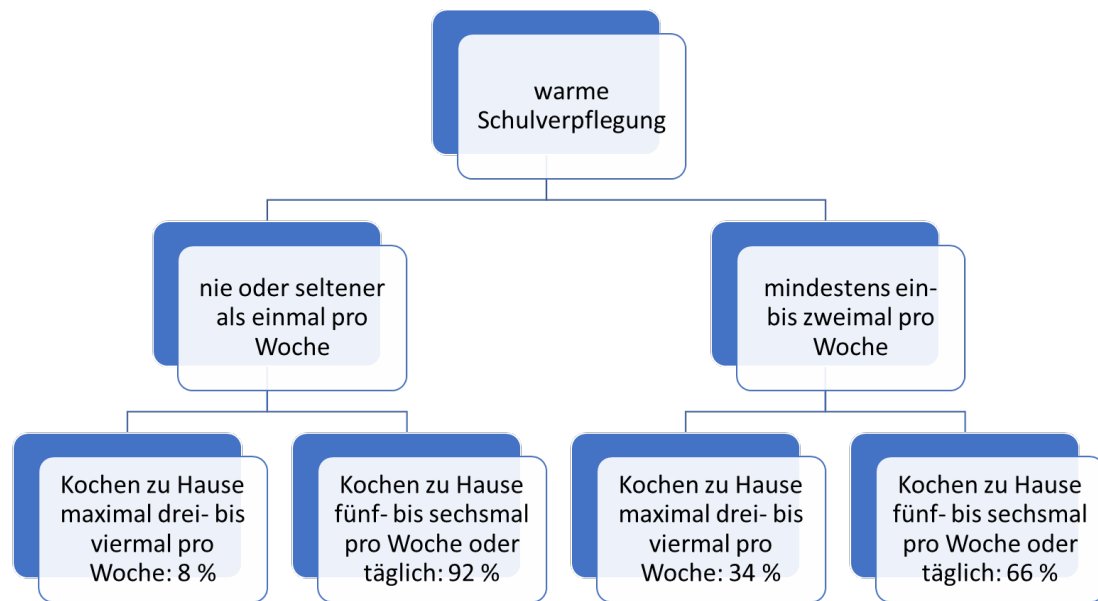 warme
Schulverpflegung
nie oder seltener
als einmal pro
Woche
mindestens ein-
bis zweimal pro
Woche
Kochen zu Hause
maximal drei- bis
viermal pro
Woche: 8 %
Kochen zu Hause
fünf- bis sechsmal
pro Woche oder
täglich: 92 %
Kochen zu Hause
maximal drei- bis
viermal pro
Woche: 34 %
Kochen zu Hause
fünf- bis sechsmal
pro Woche oder
täglich: 66 %